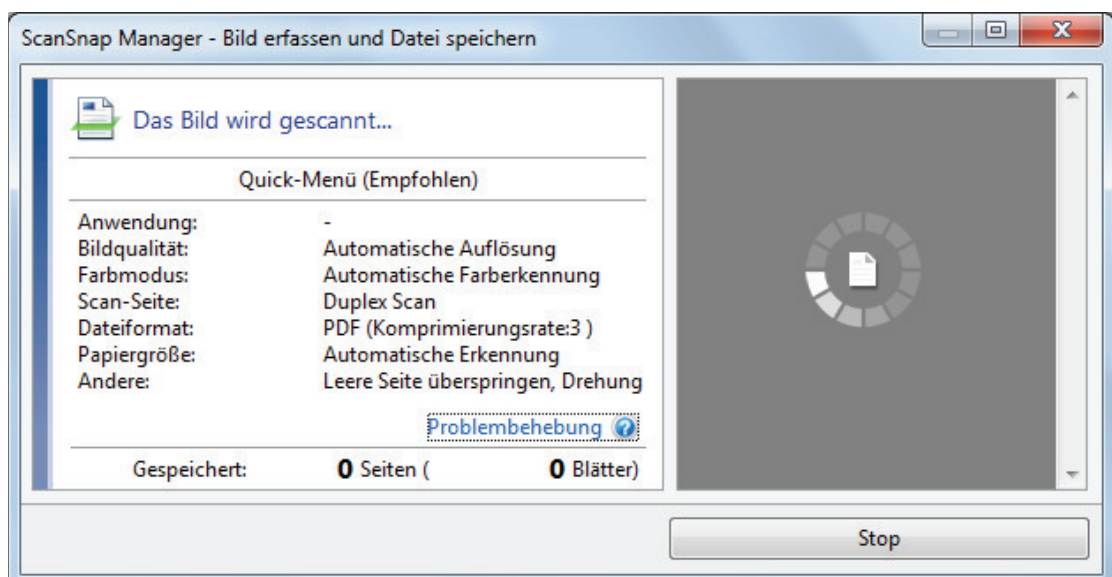 ScanSnap Manager - Bild erfassen und Datei speichern
Das Bild wird gescannt...
Quick-Menü (Empfohlen)
Anwendung: -
Bildqualität: Automatische Auflösung
Farbmodus: Automatische Farberkennung
Scan-Seite: Duplex Scan
Dateiformat: PDF (Komprimierungsrate:3 )
Papiergröße: Automatische Erkennung
Andere: Leere Seite überspringen, Drehung
Problembehebung
Gespeichert: 0 Seiten ( 0 Blätter)
Stop